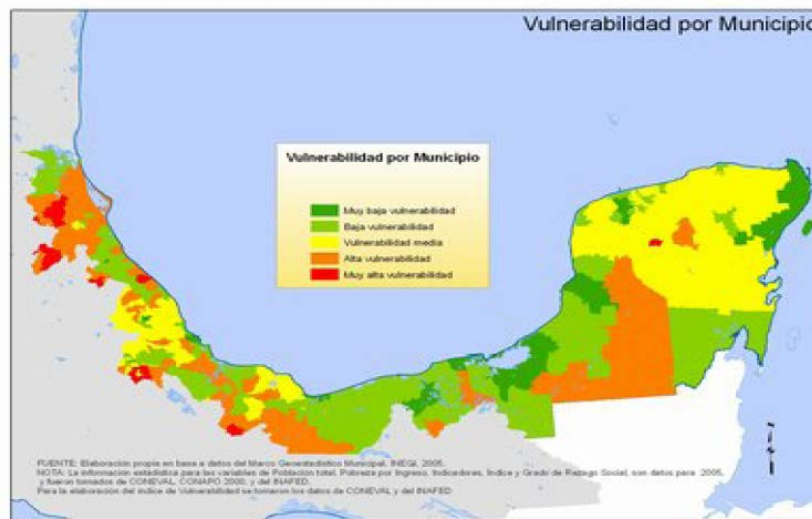 Vulnerabilidad por Municipio
Vulnerabilidad por Municipio
Muy baja vulnerabilidad
Baja vulnerabilidad
Vulnerabilidad media
Alta vulnerabilidad
Muy alta vulnerabilidad
FUENTE: Elaboración propia en base a datos del Marco Geoestadístico Municipal, INEGI, 2005.
NOTA: La información estadística para las variables de Población total, Pobreza por Ingreso, Indicadores, Indice y Grado de Rezago Social, son datos para 2005,
y fueron tomados de CONEVAL, CONAPO 2000, y del INAFED.
Para la elaboración del indice de Vulnerabilidad se tomaron los datos de CONEVAL y del INAFED